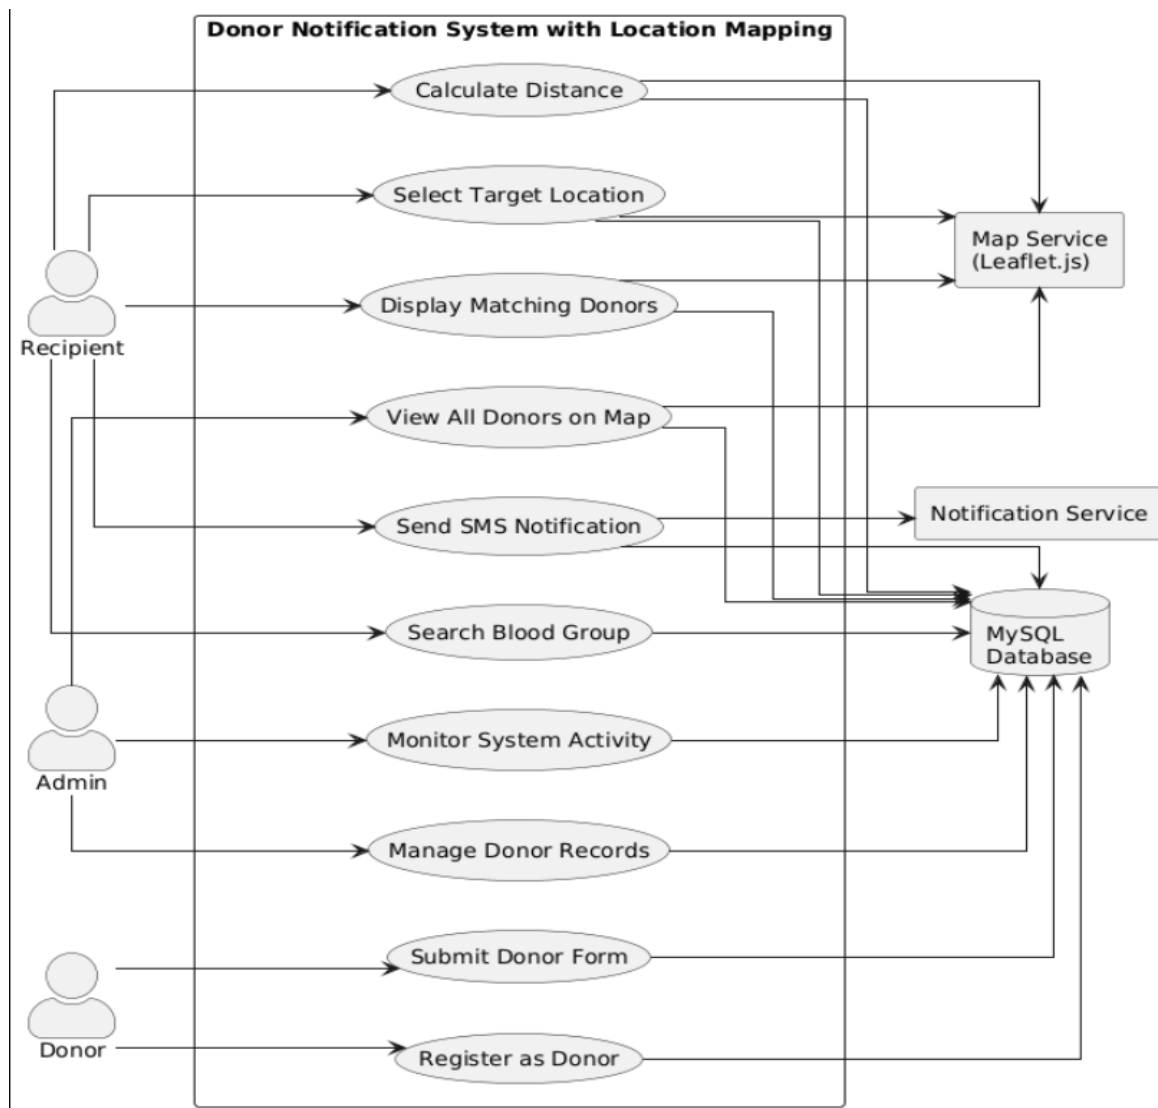 Donor Notification System with Location Mapping
Calculate Distance
Select Target Location
Map Service
(Leaflet.js)
Display Matching Donors
Recipient
View All Donors on Map
Send SMS Notification
Notification Service
Search Blood Group
MySQL
Database
Monitor System Activity
Admin
Manage Donor Records
Submit Donor Form
Donor
Register as Donor